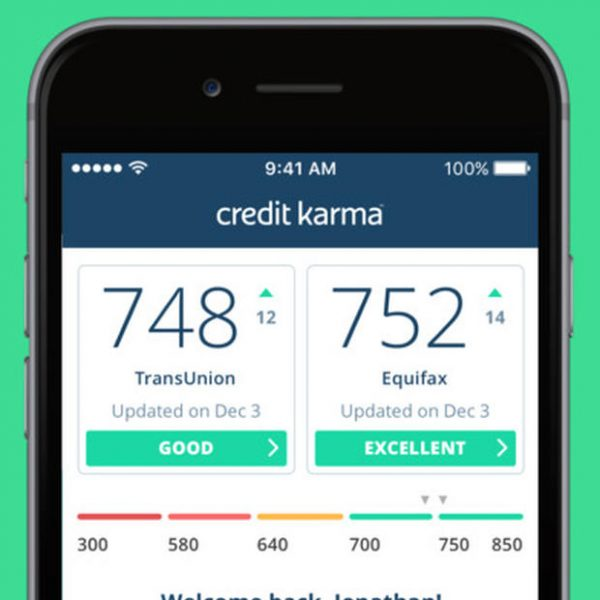 9:41 AM
100%
credit karma
748
12
TransUnion
Updated on Dec 3
GOOD
752
14
Equifax
Updated on Dec 3
EXCELLENT
300 580 640 700 750 850
Welcome back, Jonathan!